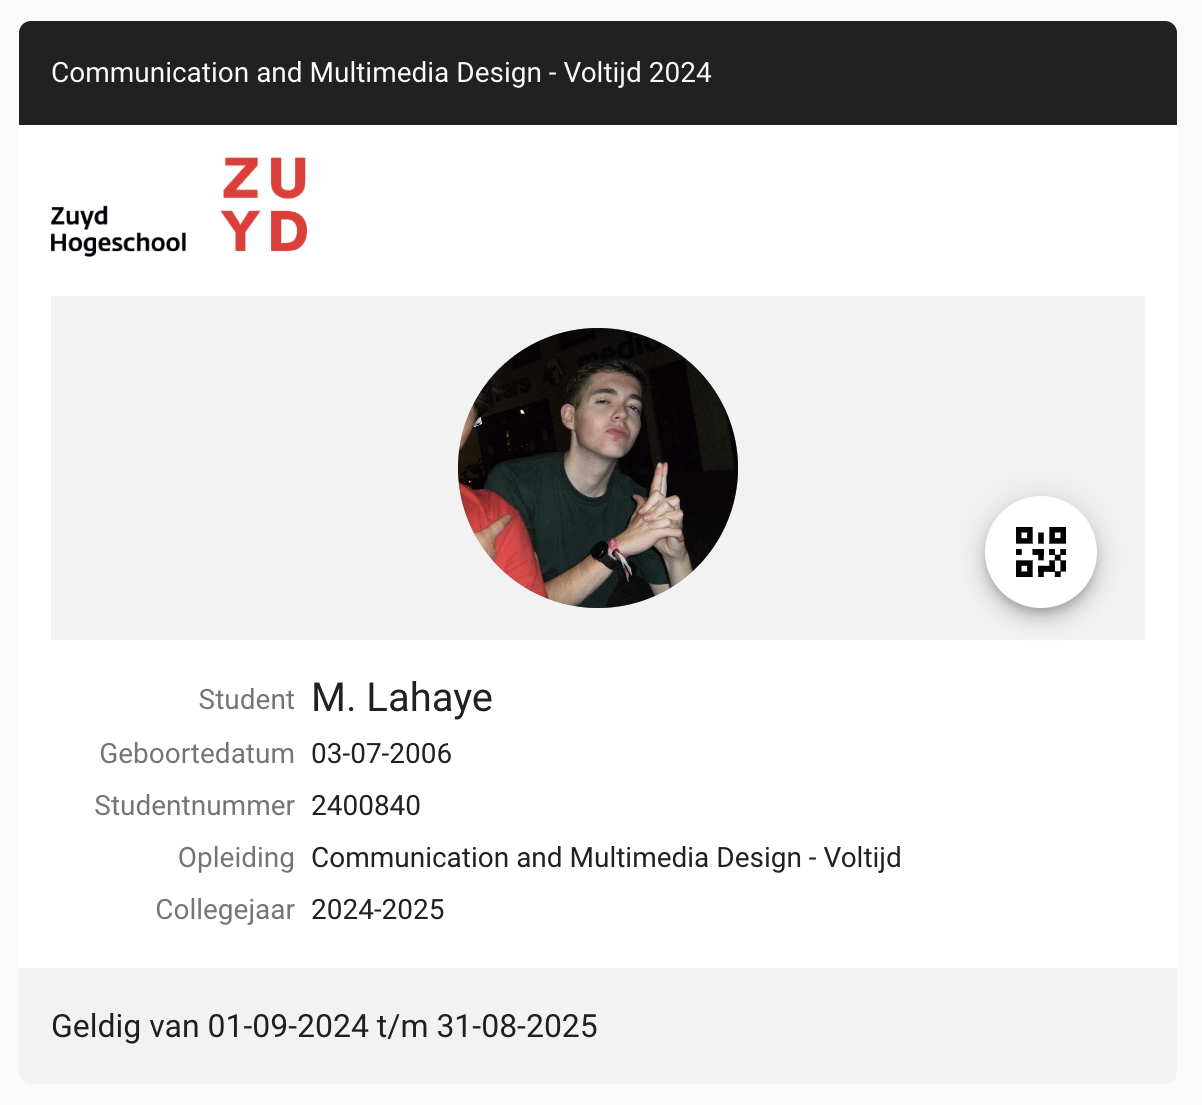 Communication and Multimedia Design - Voltijd 2024
Zuyd
Hogeschool
ZU
YD
Student M. Lahaye
Geboortedatum 03-07-2006
Studentnummer 2400840
Opleiding Communication and Multimedia Design - Voltijd
Collegejaar 2024-2025
Geldig van 01-09-2024 t/m 31-08-2025